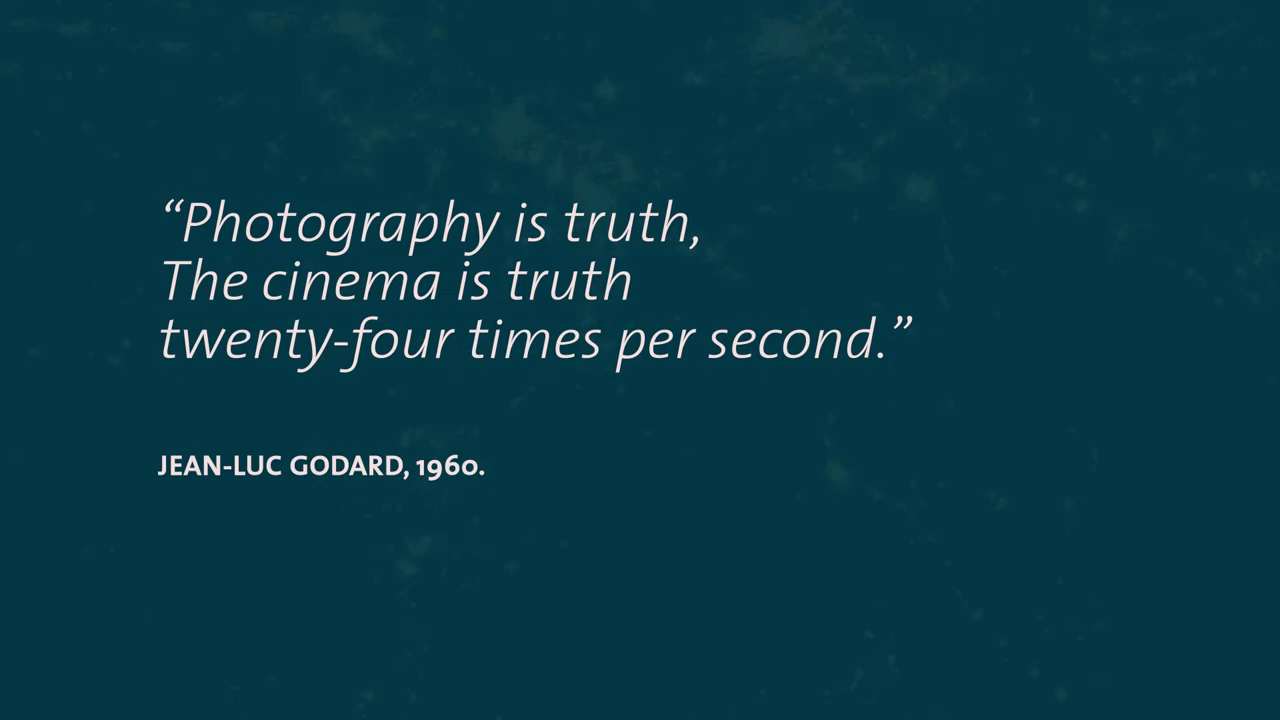 “Photography is truth,
The cinema is truth
twenty-four times per second.”
JEAN-LUC GODARD, 1960.